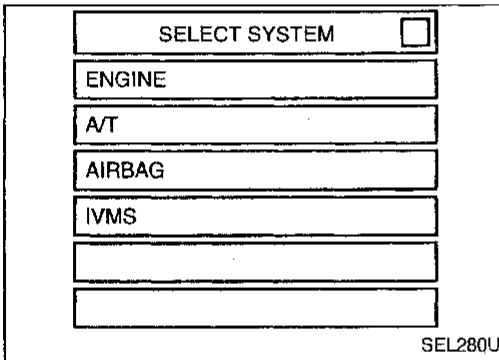 SELECT SYSTEM
ENGINE
A/T
AIRBAG
IVMS
SEL280U